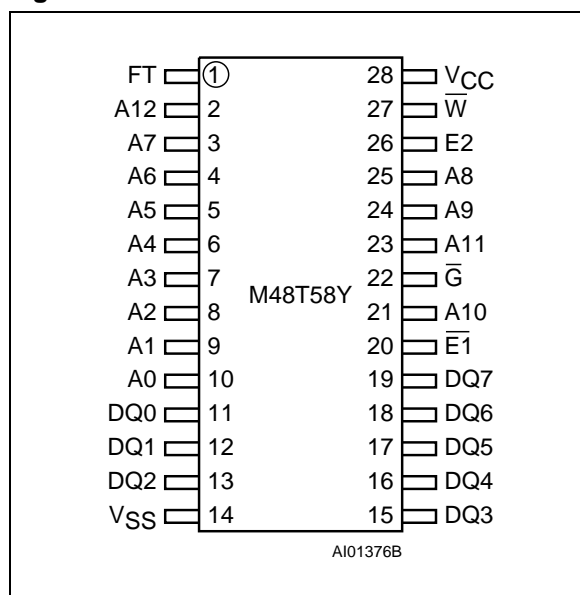 FT 1 28 VCC
A12 2 27 W̅
A7 3 26 E2
A6 4 25 A8
A5 5 24 A9
A4 6 23 A11
A3 7 22 G̅
M48T58Y
A2 8 21 A10
A1 9 20 E̅1̅
A0 10 19 DQ7
DQ0 11 18 DQ6
DQ1 12 17 DQ5
DQ2 13 16 DQ4
VSS 14 15 DQ3
AI01376B